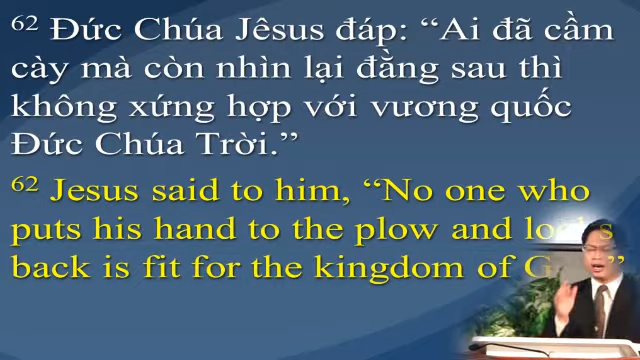 62 Đức Chúa Jêsus đáp: “Ai đã cầm
cày mà còn nhìn lại đằng sau thì
không xứng hợp với vương quốc
Đức Chúa Trời.”
62 Jesus said to him, “No one who
puts his hand to the plow and looks
back is fit for the kingdom of